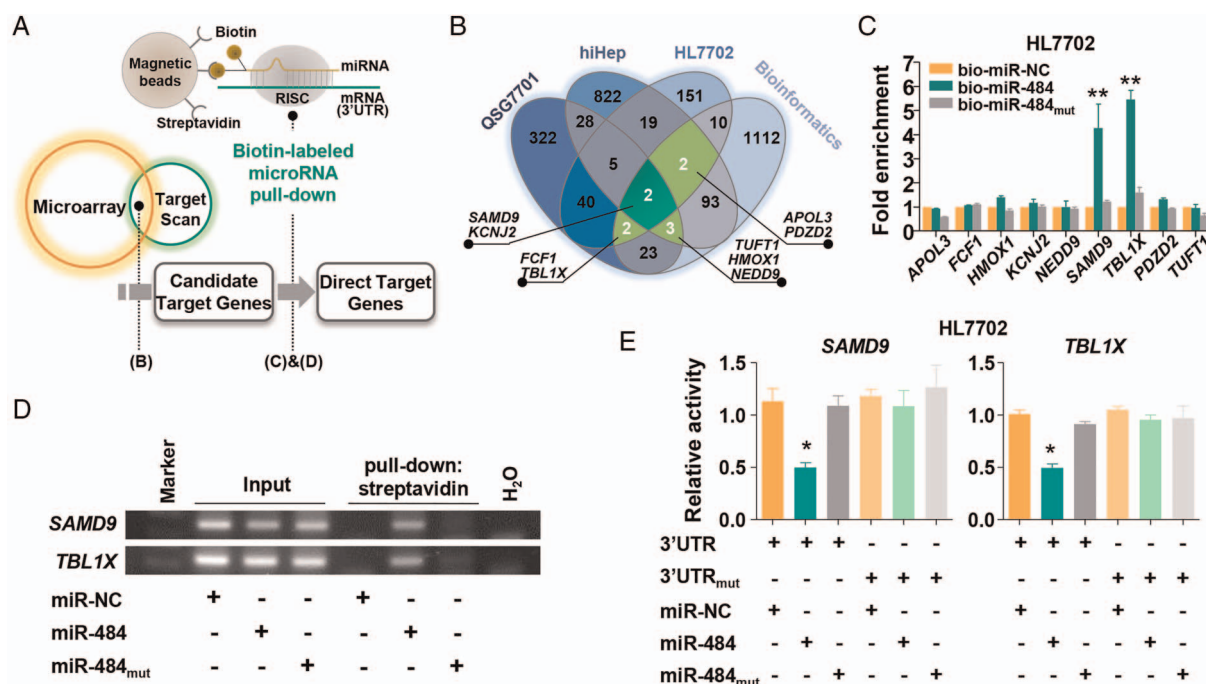 A
Biotin
Magnetic
beads
miRNA
RISC
mRNA
(3'UTR)
Streptavidin
Biotin-labeled
microRNA
pull-down
Microarray
Target
Scan
Candidate
Target Genes
Direct Target
Genes
(B)
(C)&(D)
B
QSG7701
hiHep
HL7702
Bioinformatics
322
822
151
1112
28
19
10
5
2
2
40
93
2
3
23
SAMD9
KCNJ2
FCF1
TBL1X
TUFT1
HMOX1
NEDD9
APOL3
PDZD2
C
HL7702
Fold enrichment
7
6
5
4
3
2
1
0
bio-miR-NC
bio-miR-484
bio-miR-484mut
**
**
APOL3
FCF1
HMOX1
KCNJ2
NEDD9
SAMD9
TBL1X
PDZD2
TUFT1
D
Marker
Input
pull-down:
streptavidin
H2O
SAMD9
TBL1X
miR-NC + - - + - -
miR-484 - + - - + -
miR-484mut - - + - - +
E
HL7702
SAMD9
TBL1X
Relative activity
1.5
1.0
0.5
0.0
*
1.5
1.0
0.5
0.0
*
3'UTR + + + - - - + + + - - -
3'UTRmut - - - + + + - - - + + +
miR-NC + - - + - - + - - + - -
miR-484 - + - - + - - + - - + -
miR-484mut - - + - - + - - + - - +